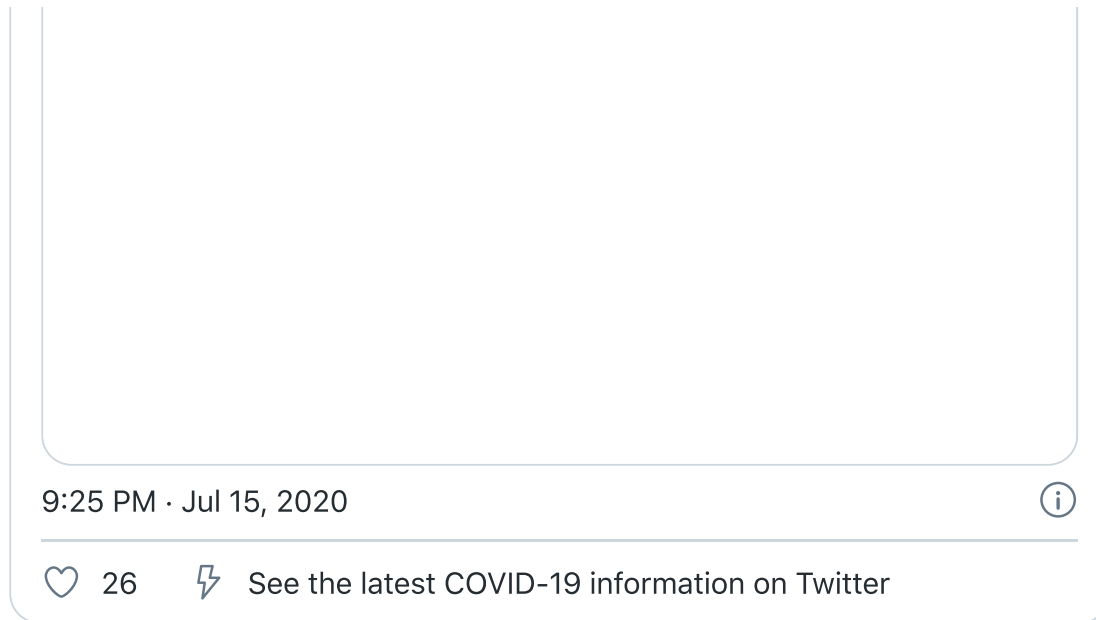 9:25 PM · Jul 15, 2020
26 See the latest COVID-19 information on Twitter